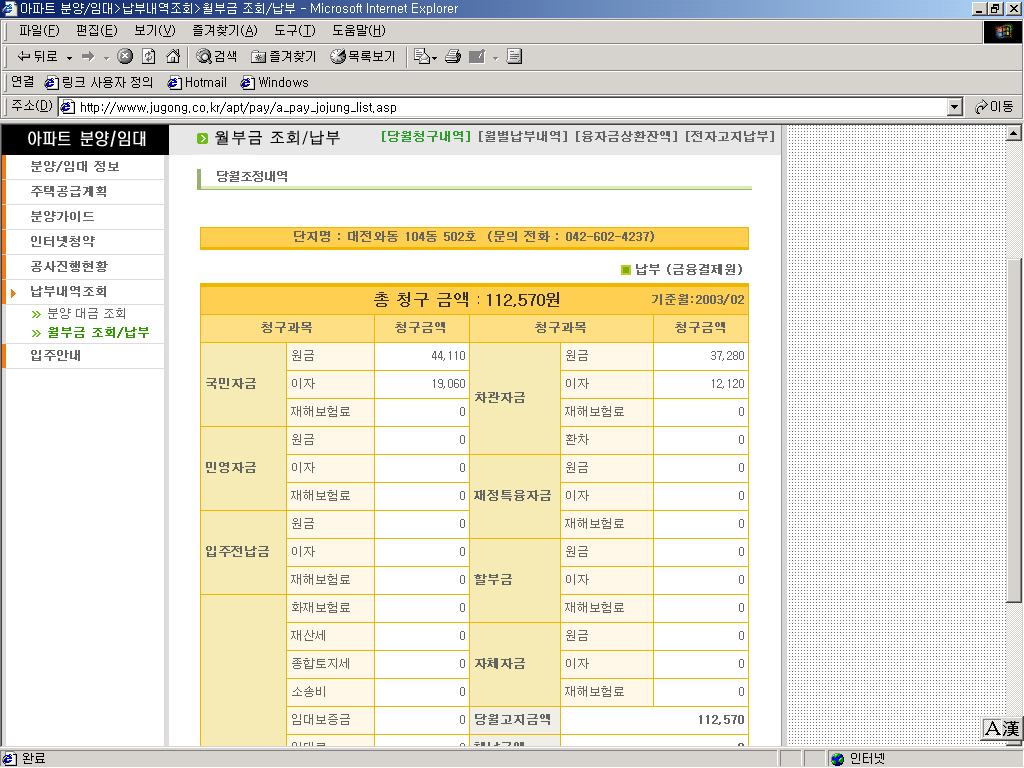 아파트 분양/임대>납부내역조회>월부금 조회/납부 - Microsoft Internet Explorer
파일(F) 편집(E) 보기(V) 즐겨찾기(A) 도구(T) 도움말(H)
뒤로 검색 즐겨찾기 목록보기
연결 링크 사용자 정의 Hotmail Windows
주소(D) http://www.jugong.co.kr/apt/pay/a_pay_jojung_list.asp 이동
아파트 분양/임대
분양/임대 정보
주택공급계획
분양가이드
인터넷청약
공사진행현황
납부내역조회
분양 대금 조회
월부금 조회/납부
입주안내
월부금 조회/납부 [당월청구내역] [월별납부내역] [융자금상환잔액] [전자고지납부]
당월조정내역
단지명 : 대전와동 104동 502호 (문의 전화 : 042-602-4237)
납부 (금융결제원)
총 청구 금액 : 112,570원 기준월:2003/02
청구과목 청구금액 청구과목 청구금액
국민자금 원금 44,110 차관자금 원금 37,280
이자 19,060 이자 12,120
재해보험료 0 재해보험료 0
민영자금 원금 0 환차 0
이자 0 재정특융자금 원금 0
재해보험료 0 이자 0
입주전납금 원금 0 재해보험료 0
이자 0 할부금 원금 0
재해보험료 0 이자 0
화재보험료 0 재해보험료 0
재산세 0 자체자금 원금 0
종합토지세 0 이자 0
소송비 0 재해보험료 0
임대보증금 0 당월고지금액 112,570
A漢
완료 인터넷